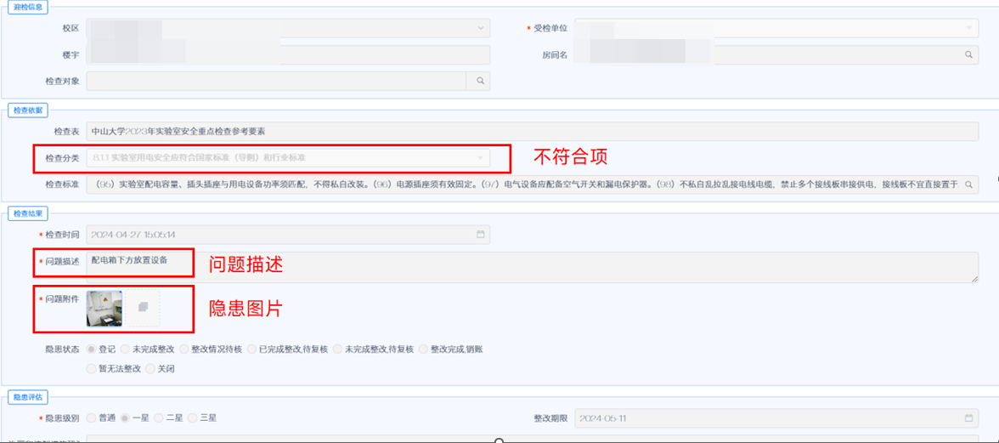 迎检信息
校区
* 受检单位
楼宇
房间名
检查对象
检查依据
检查表 中山大学2023年实验室安全重点检查参考要素
检查分类 8.1.1 实验室用电安全应符合国家标准（导则）和行业标准 不符合项
检查标准 （95）实验室配电容量、插头插座与用电设备功率须匹配，不得私自改装。（96）电源插座须有效固定。（97）电气设备应配备空气开关和漏电保护器。（98）不私自乱拉乱接电线电缆，禁止多个接线板串接供电，接线板不宜直接置于
检查结果
* 检查时间 2024-04-27 15:05:14
* 问题描述 配电箱下方放置设备 问题描述
* 问题附件 隐患图片
隐患状态 登记 未完成整改 整改情况待核 已完成整改,待复核 未完成整改,待复核 整改完成,销账
暂无法整改 关闭
隐患评估
* 隐患级别 普通 一星 二星 三星 整改期限 2024-05-11